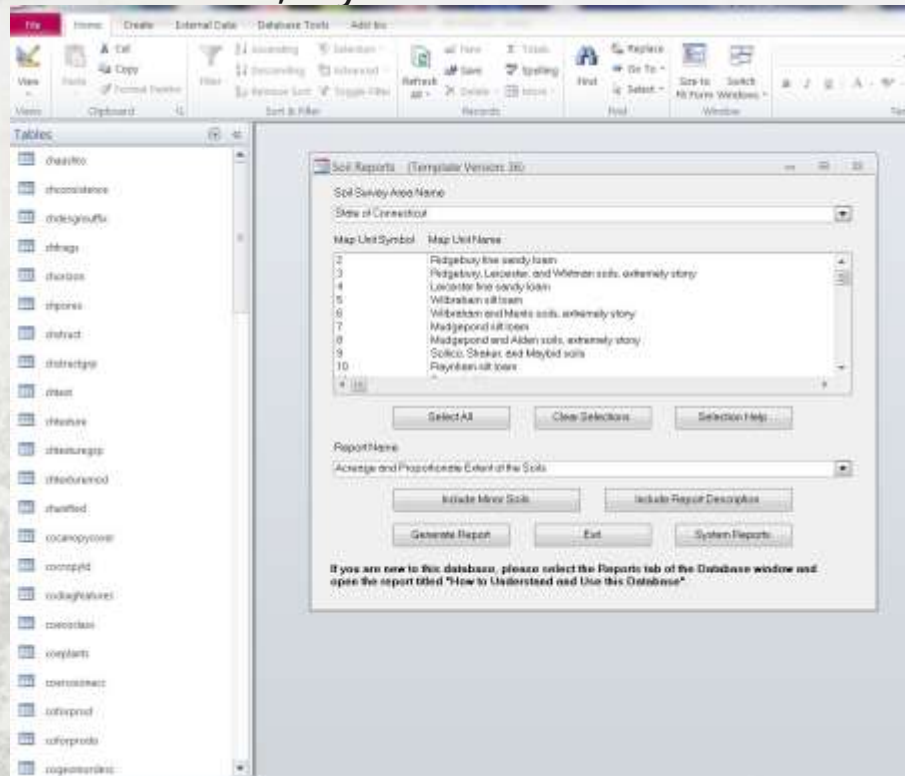 File Home Create External Data Database Tools Add-Ins
View
Views
Paste
Cut
Copy
Format Painter
Clipboard
Filter
Ascending
Descending
Remove Sort
Selection
Advanced
Toggle Filter
Sort & Filter
Refresh
All
New
Save
Delete
Totals
Spelling
More
Records
Find
Replace
Go To
Select
Find
Size to
Fit Form
Switch
Windows
Window
Tables
chaashto
chconsistence
chdesgnsuffix
chfrags
chorizon
chpores
chstruct
chstructgrp
chtext
chtexture
chtexturegrp
chtexturemod
chunified
cocanopycover
cocropyld
codiagfeatures
coecoclass
coeplants
coerosionacc
coforprod
coforprodo
cogeomordesc
Soil Reports (Template Version: 36)
Soil Survey Area Name
State of Connecticut
Map Unit Symbol Map Unit Name
2 Ridgebury fine sandy loam
3 Ridgebury, Leicester, and Whitman soils, extremely stony
4 Leicester fine sandy loam
5 Wilbraham silt loam
6 Wilbraham and Menlo soils, extremely stony
7 Mudgepond silt loam
8 Mudgepond and Alden soils, extremely stony
9 Scitico, Shaker, and Maybid soils
10 Raynham silt loam
Select All Clear Selections Selection Help
Report Name
Acreage and Proportionate Extent of the Soils
Include Minor Soils Include Report Description
Generate Report Exit System Reports
If you are new to this database, please select the Reports tab of the Database window and
open the report titled "How to Understand and Use this Database"